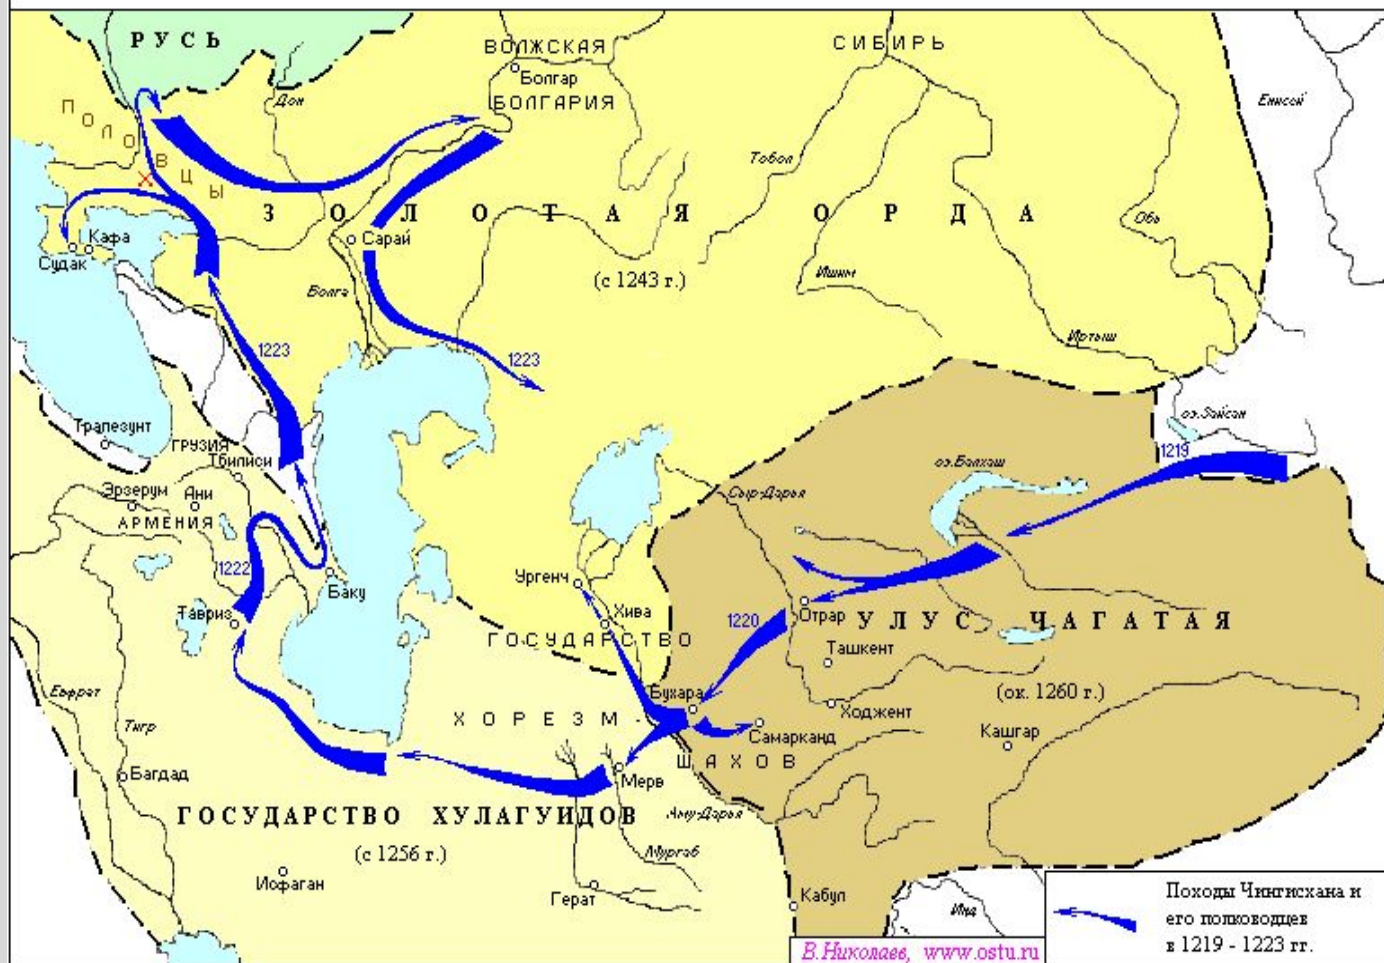 РУСЬ
ВОЛЖСКАЯ
Болгар
БОЛГАРИЯ
СИБИРЬ
Енисей
Дон
ПОЛОВЦЫ
Тобол
Обь
ЗОЛОТАЯ ОРДА
(с 1243 г.)
Кафа
Судак
Сарай
Волга
Ишим
Иртыш
1223
1223
оз.Зайсан
Трапезунт
ГРУЗИЯ
Тбилиси
1219
оз.Балхаш
Сыр-Дарья
Эрзерум
Ани
АРМЕНИЯ
1222
Баку
Тавриз
Ургенч
Хива
1220
Отрар
УЛУС ЧАГАТАЯ
(ок. 1260 г.)
Ташкент
ГОСУДАРСТВО
ХОРЕЗМ-
ШАХОВ
Бухара
Ходжент
Самарканд
Кашгар
Евфрат
Тигр
Багдад
Мерв
Аму-Дарья
ГОСУДАРСТВО ХУЛАГУИДОВ
(с 1256 г.)
Мургаб
Исфаган
Герат
Кабул
Инд
Походы Чингисхана и
его полководцев
в 1219 - 1223 гг.
В.Николаев, www.ostu.ru